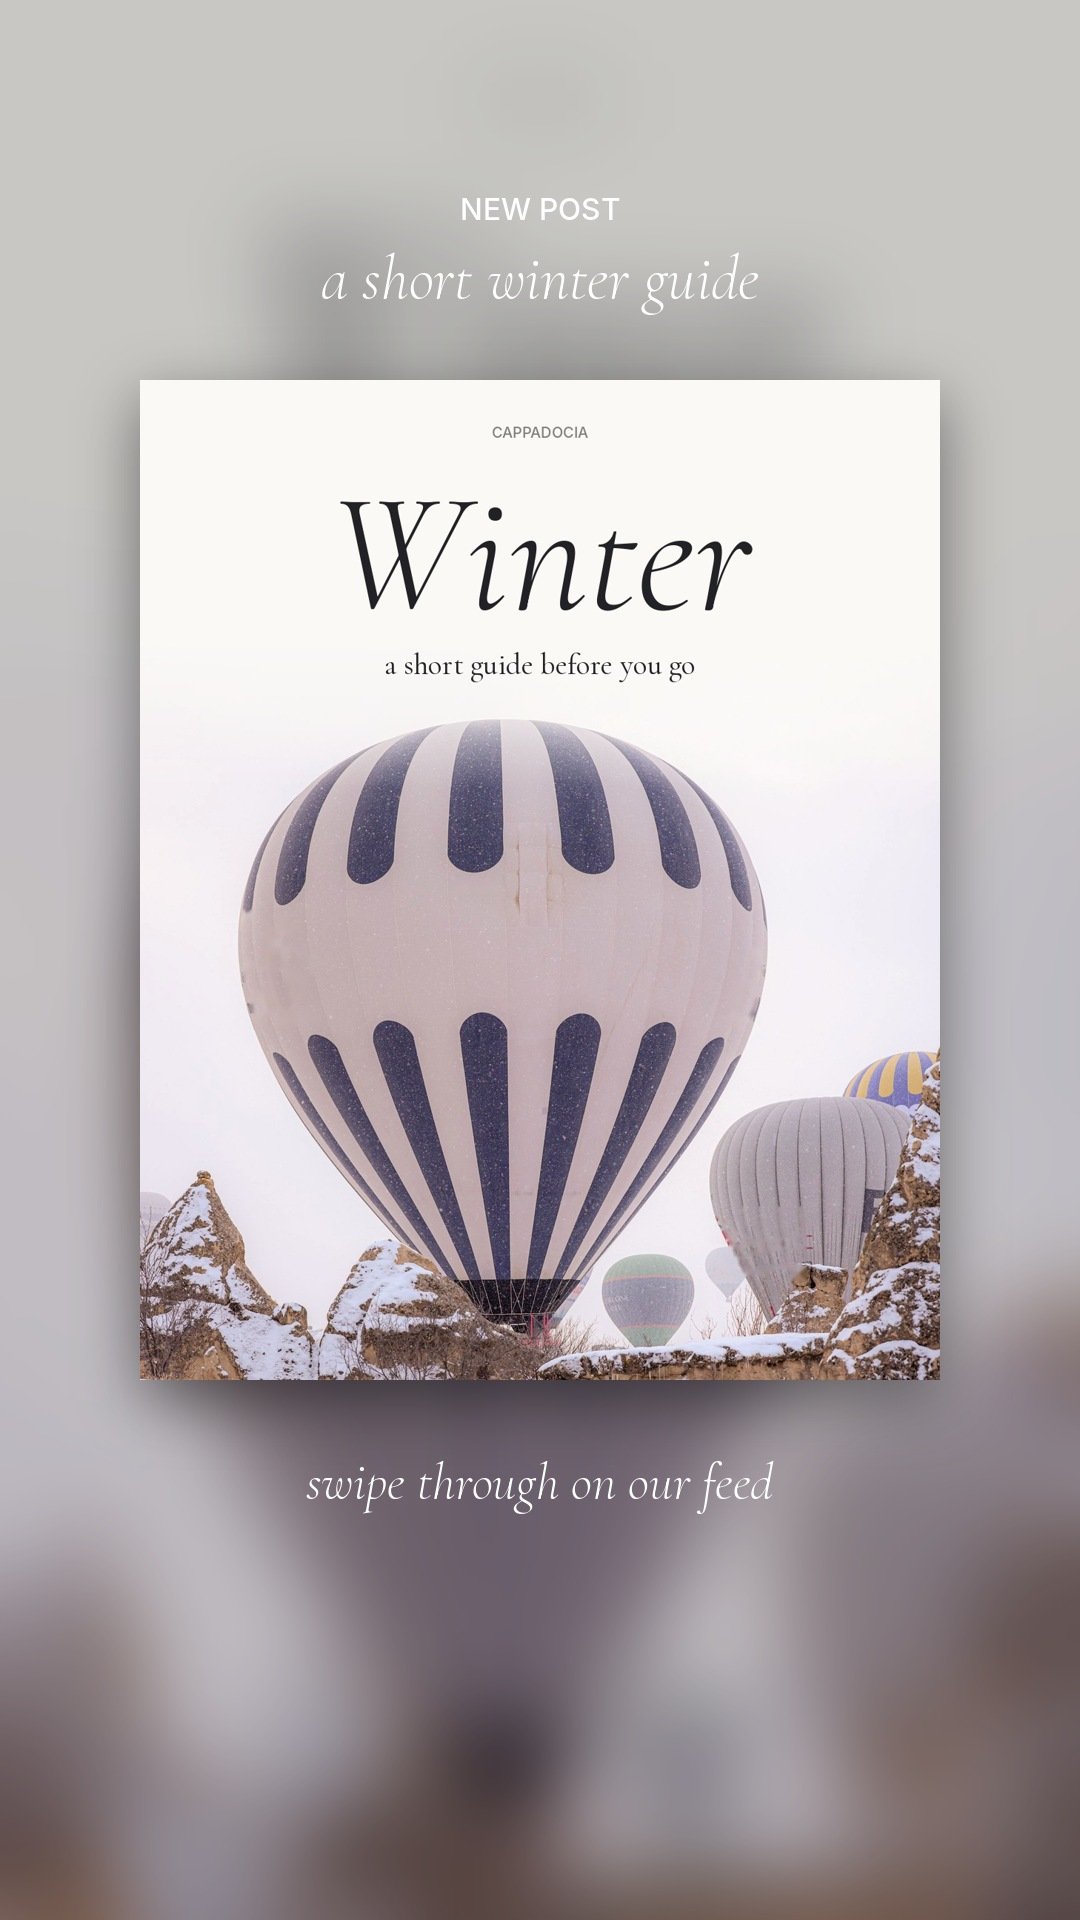 NEW POST
a short winter guide
CAPPADOCIA
Winter
a short guide before you go
swipe through on our feed